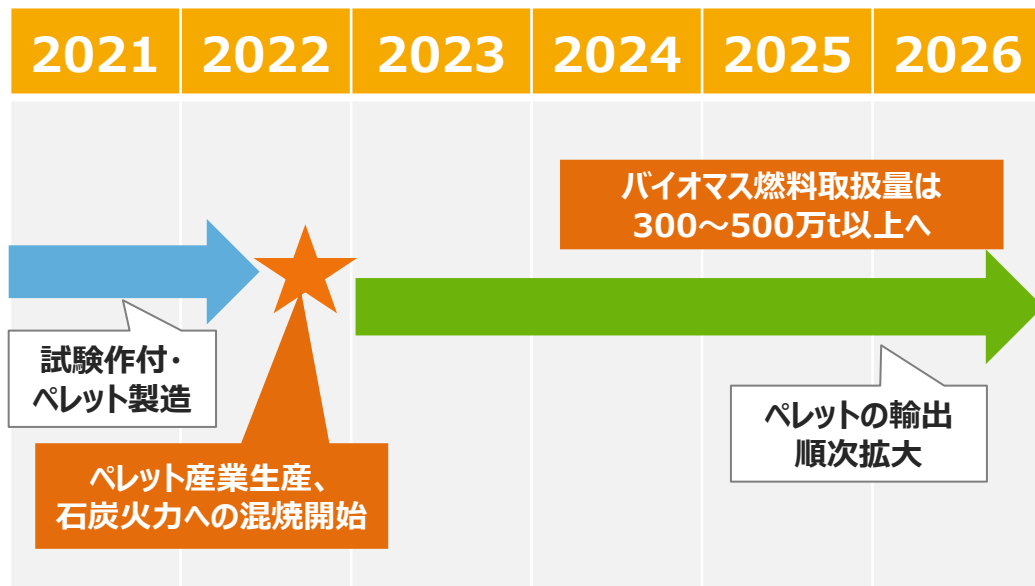 2021 2022 2023 2024 2025 2026
バイオマス燃料取扱量は
300～500万t以上へ
試験作付・
ペレット製造
ペレットの輸出
順次拡大
ペレット産業生産、
石炭火力への混焼開始